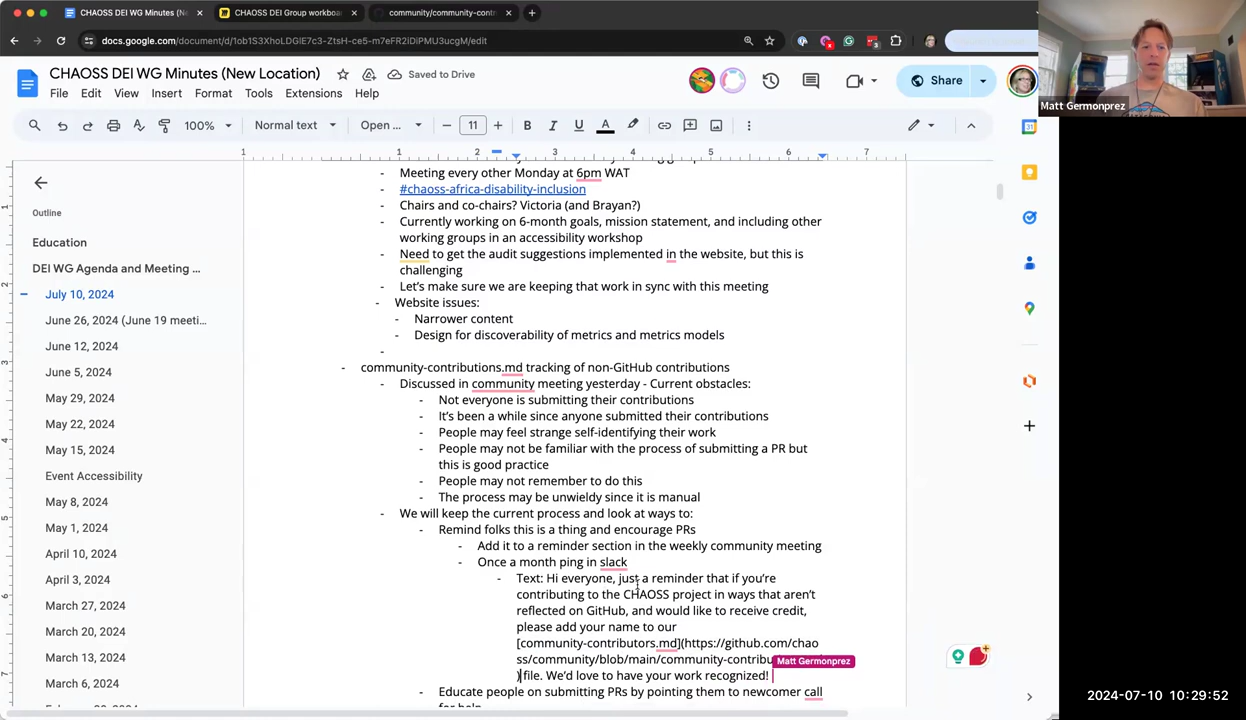 CHAOSS DEI WG Minutes (Ne
CHAOSS DEI Group workboa
community/community-contr
docs.google.com/document/d/1ob1S3XhoLDGlE7c3-ZtsH-ce5-m7eFR2iDiPMU3ucgM/edit
CHAOSS DEI WG Minutes (New Location)
Saved to Drive
File Edit View Insert Format Tools Extensions Help
Share
Matt Germonprez
100%
Normal text
Open ...
11
1 1 2 3 4 5 6 7
Outline
Education
DEI WG Agenda and Meeting ...
July 10, 2024
June 26, 2024 (June 19 meeti...
June 12, 2024
June 5, 2024
May 29, 2024
May 22, 2024
May 15, 2024
Event Accessibility
May 8, 2024
May 1, 2024
April 10, 2024
April 3, 2024
March 27, 2024
March 20, 2024
March 13, 2024
March 6, 2024
- Meeting every other Monday at 6pm WAT
- #chaoss-africa-disability-inclusion
- Chairs and co-chairs? Victoria (and Brayan?)
- Currently working on 6-month goals, mission statement, and including other
working groups in an accessibility workshop
- Need to get the audit suggestions implemented in the website, but this is
challenging
- Let's make sure we are keeping that work in sync with this meeting
- Website issues:
- Narrower content
- Design for discoverability of metrics and metrics models
-
- community-contributions.md tracking of non-GitHub contributions
- Discussed in community meeting yesterday - Current obstacles:
- Not everyone is submitting their contributions
- It's been a while since anyone submitted their contributions
- People may feel strange self-identifying their work
- People may not be familiar with the process of submitting a PR but
this is good practice
- People may not remember to do this
- The process may be unwieldy since it is manual
- We will keep the current process and look at ways to:
- Remind folks this is a thing and encourage PRs
- Add it to a reminder section in the weekly community meeting
- Once a month ping in slack
- Text: Hi everyone, just a reminder that if you're
contributing to the CHAOSS project in ways that aren't
reflected on GitHub, and would like to receive credit,
please add your name to our
[community-contributors.md](https://github.com/chao
ss/community/blob/main/community-contribu
Matt Germonprez
) file. We'd love to have your work recognized!
- Educate people on submitting PRs by pointing them to newcomer call
for help
2024-07-10 10:29:52